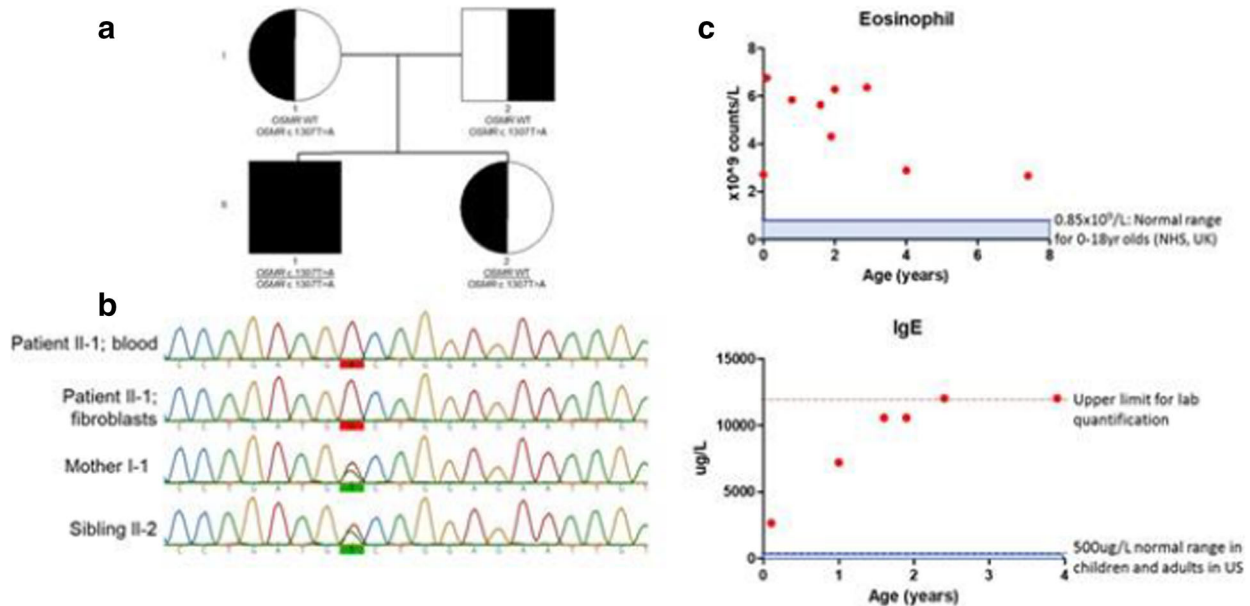 a
I
1
OSMR WT
OSMR c 1307T>A
2
OSMR WT
OSMR c 1307T>A
1
OSMR c 1307T>A
OSMR c 1307T>A
2
OSMR WT
OSMR c 1307T>A
b
Patient II-1; blood
C C T G A T G C T G G A G A A T T G T
Patient II-1;
fibroblasts
C C T G A T G C T G G A G A A T T G T
Mother I-1
C C T G A T G C T G G A G A A T T G T
Sibling II-2
C C T G A T G C T G G A G A A T T G T
c
Eosinophil
x10^9 counts/L
8
6
4
2
0
0 2 4 6 8
Age (years)
0.85x10⁹/L: Normal range
for 0-18yr olds (NHS, UK)
IgE
ug/L
15000
10000
5000
0
0 1 2 3 4
Age (years)
Upper limit for lab
quantification
500ug/L normal range in
children and adults in US